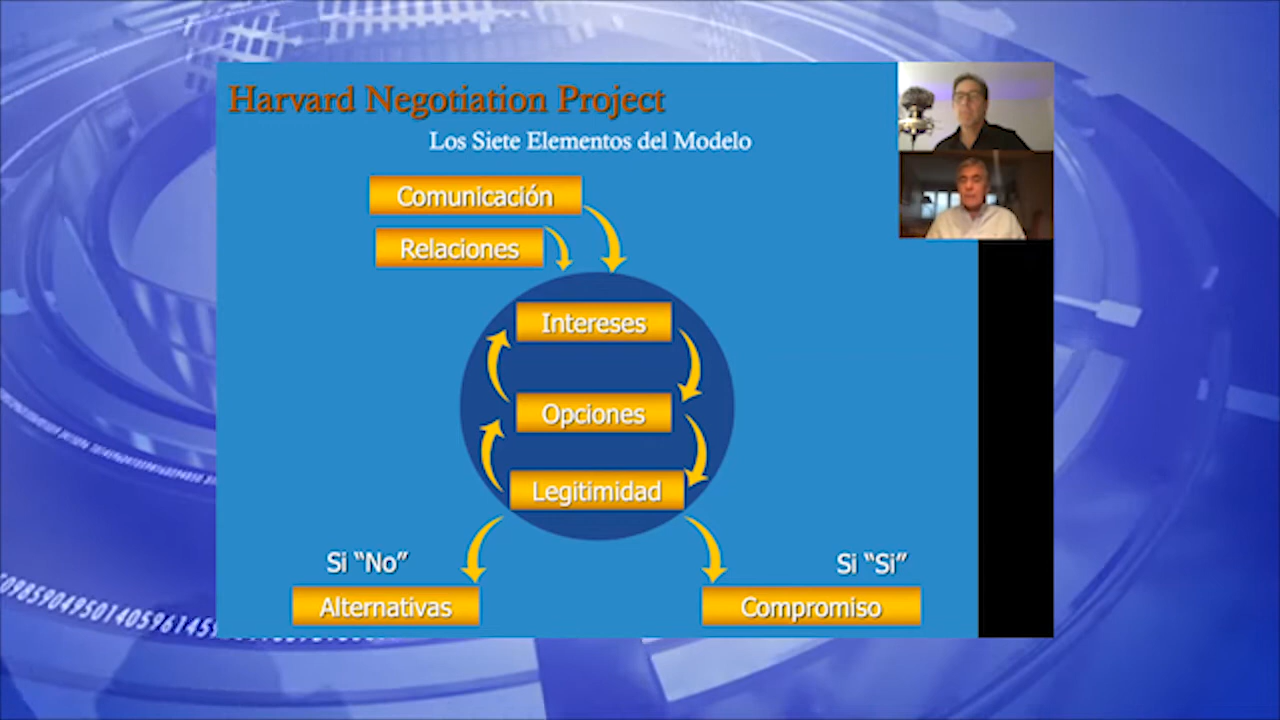 Harvard Negotiation Project
Los Siete Elementos del Modelo
Comunicación
Relaciones
Intereses
Opciones
Legitimidad
Si “No”
Si “Si”
Alternativas
Compromiso